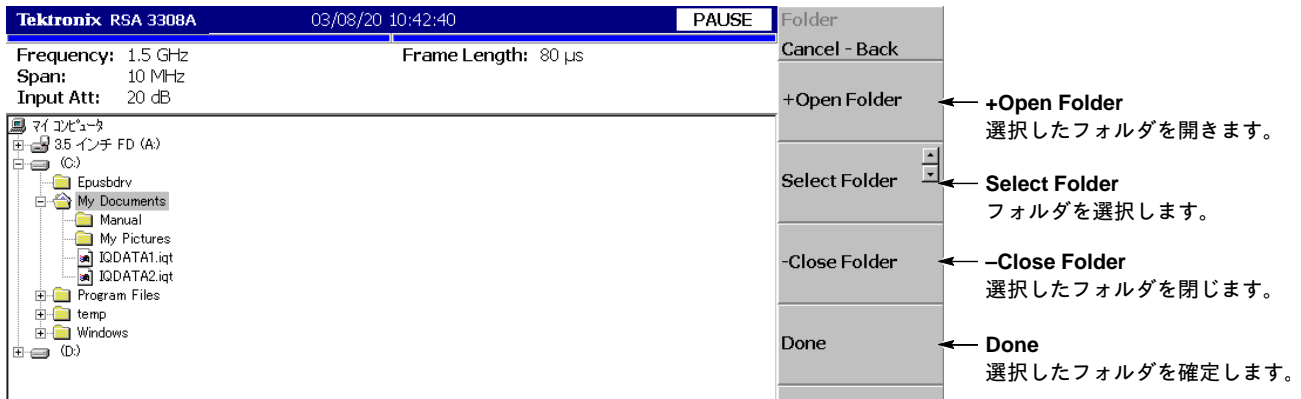 Tektronix RSA 3308A 03/08/20 10:42:40 PAUSE
Frequency: 1.5 GHz Frame Length: 80 µs
Span: 10 MHz
Input Att: 20 dB
マイ コンピュータ
3.5 インチ FD (A:)
(C:)
Epusbdrv
My Documents
Manual
My Pictures
IQDATA1.iqt
IQDATA2.iqt
Program Files
temp
Windows
(D:)
Folder
Cancel - Back
+Open Folder
Select Folder
-Close Folder
Done
+Open Folder
選択したフォルダを開きます。
Select Folder
フォルダを選択します。
–Close Folder
選択したフォルダを閉じます。
Done
選択したフォルダを確定します。